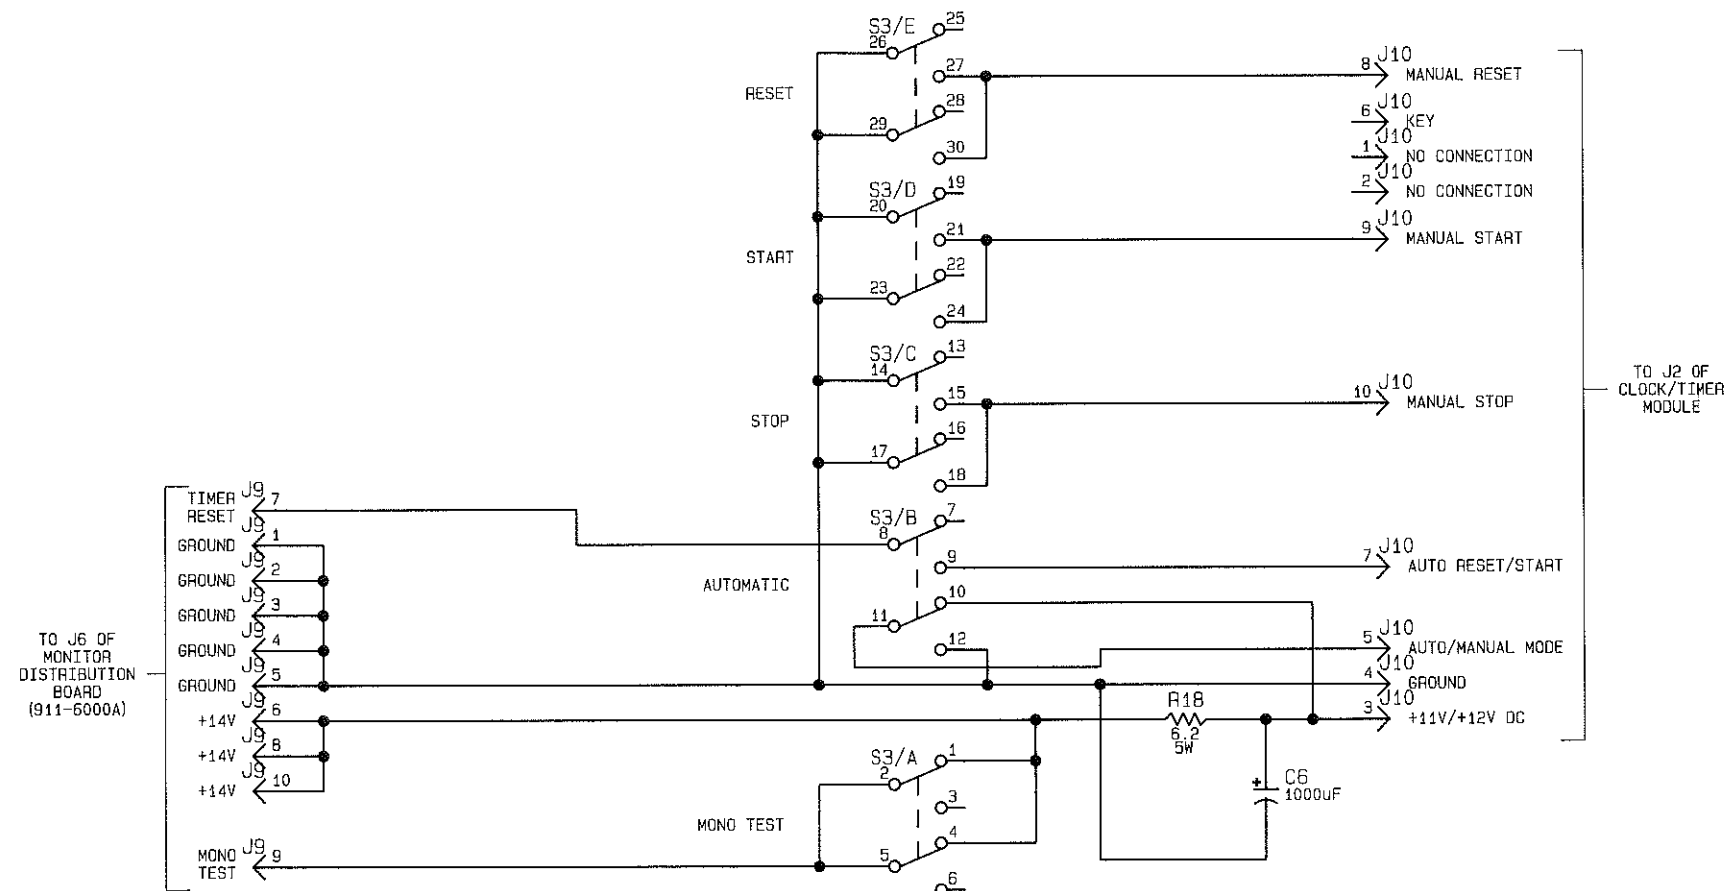 S3/E
25
26
27
RESET
28
29
30
J10
8
MANUAL RESET
J10
6
KEY
J10
1
NO CONNECTION
J10
2
NO CONNECTION
S3/D
19
20
21
START
22
23
24
J10
9
MANUAL START
S3/C
13
14
15
STOP
16
17
18
J10
10
MANUAL STOP
TO J2 OF
CLOCK/TIMER
MODULE
S3/B
7
8
9
AUTOMATIC
10
11
12
J10
7
AUTO RESET/START
J10
5
AUTO/MANUAL MODE
J10
4
GROUND
J10
3
+11V/+12V DC
TIMER
RESET
J9
7
J9
GROUND
1
J9
GROUND
2
J9
GROUND
3
J9
GROUND
4
J9
GROUND
5
J9
+14V
6
J9
+14V
8
J9
+14V
10
TO J6 OF
MONITOR
DISTRIBUTION
BOARD
(911-6000A)
R18
6.2
5W
+
C6
1000uF
S3/A
1
2
3
MONO TEST
4
5
6
MONO
TEST
J9
9